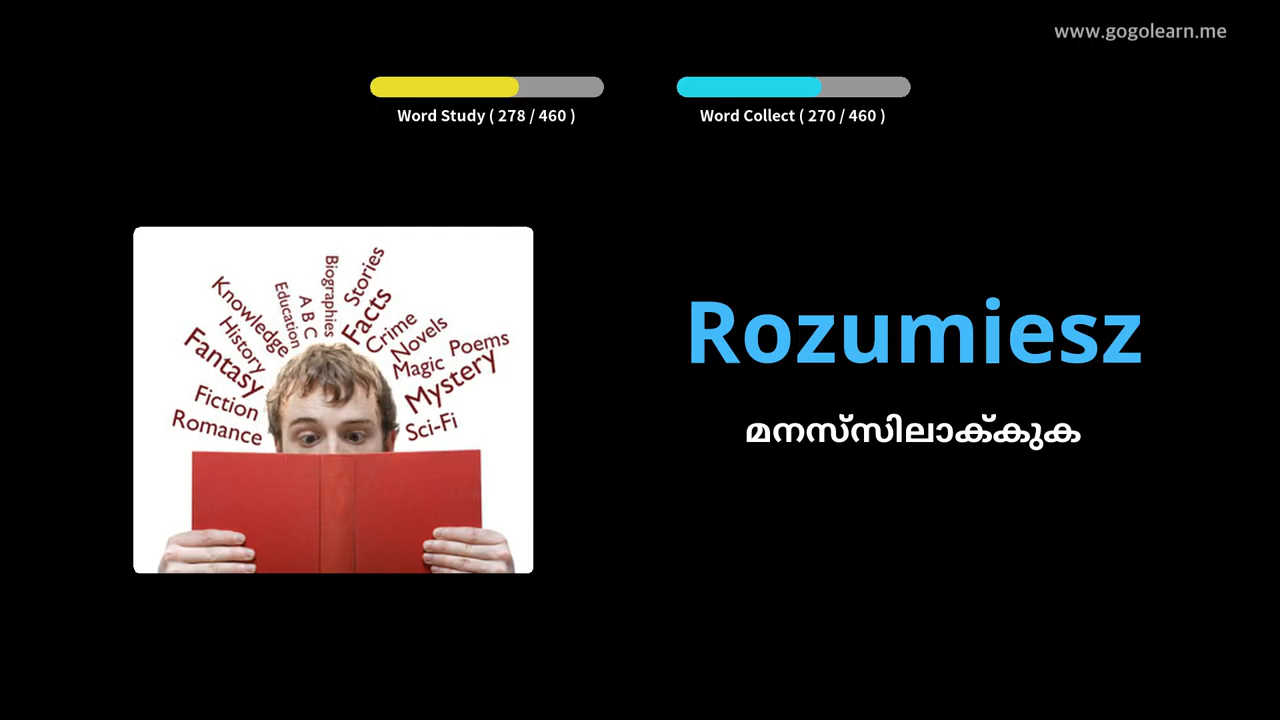 www.gogolearn.me
Word Study ( 278 / 460 )
Word Collect ( 270 / 460 )
Rozumiesz
മനസ്സിലാക്കുക
Knowledge
Education
A B C
Biographies
Stories
Facts
Crime
Novels
Poems
Magic
Mystery
Sci-Fi
History
Fantasy
Fiction
Romance